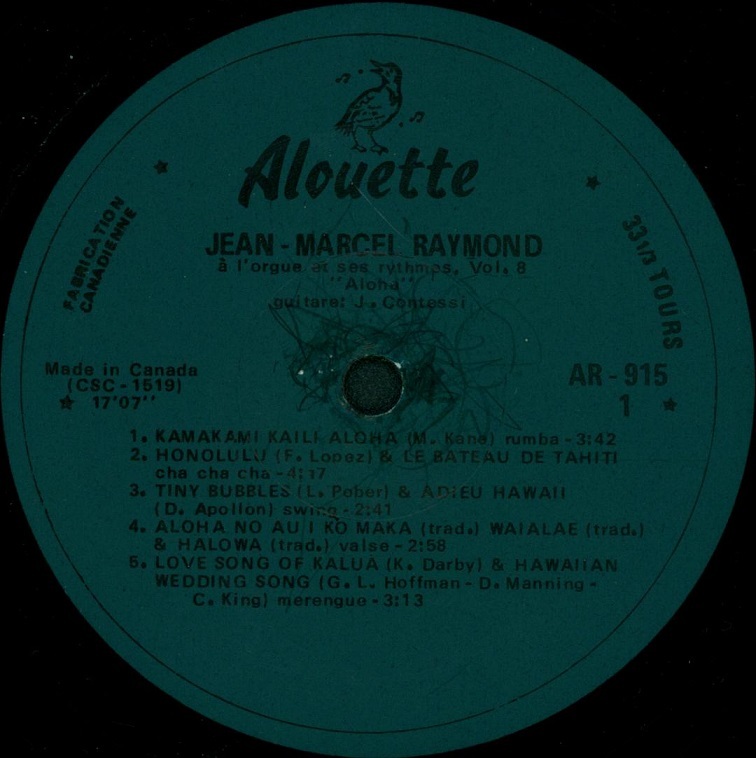 Alouette
FABRICATION
CANADIENNE
33 1/3 TOURS
JEAN - MARCEL RAYMOND
à l'orgue et ses rythmes. Vol. 8
"Aloha"
guitare: J. Contessi
Made in Canada
(CSC - 1519)
17'07''
AR - 915
1
1. KAMAKAMI KAILI ALOHA (M. Kane) rumba - 3:42
2. HONOLULU (F. Lopez) & LE BATEAU DE TAHITI
cha cha cha - 4:17
3. TINY BUBBLES (L. Pober) & ADIEU HAWAII
(D. Apollon) swing - 2:41
4. ALOHA NO AU I KO MAKA (trad.) WAIALAE (trad.)
& HALOWA (trad.) valse - 2:58
5. LOVE SONG OF KALUA (K. Darby) & HAWAIIAN
WEDDING SONG (G. L. Hoffman - D. Manning -
C. King) merengue - 3:13